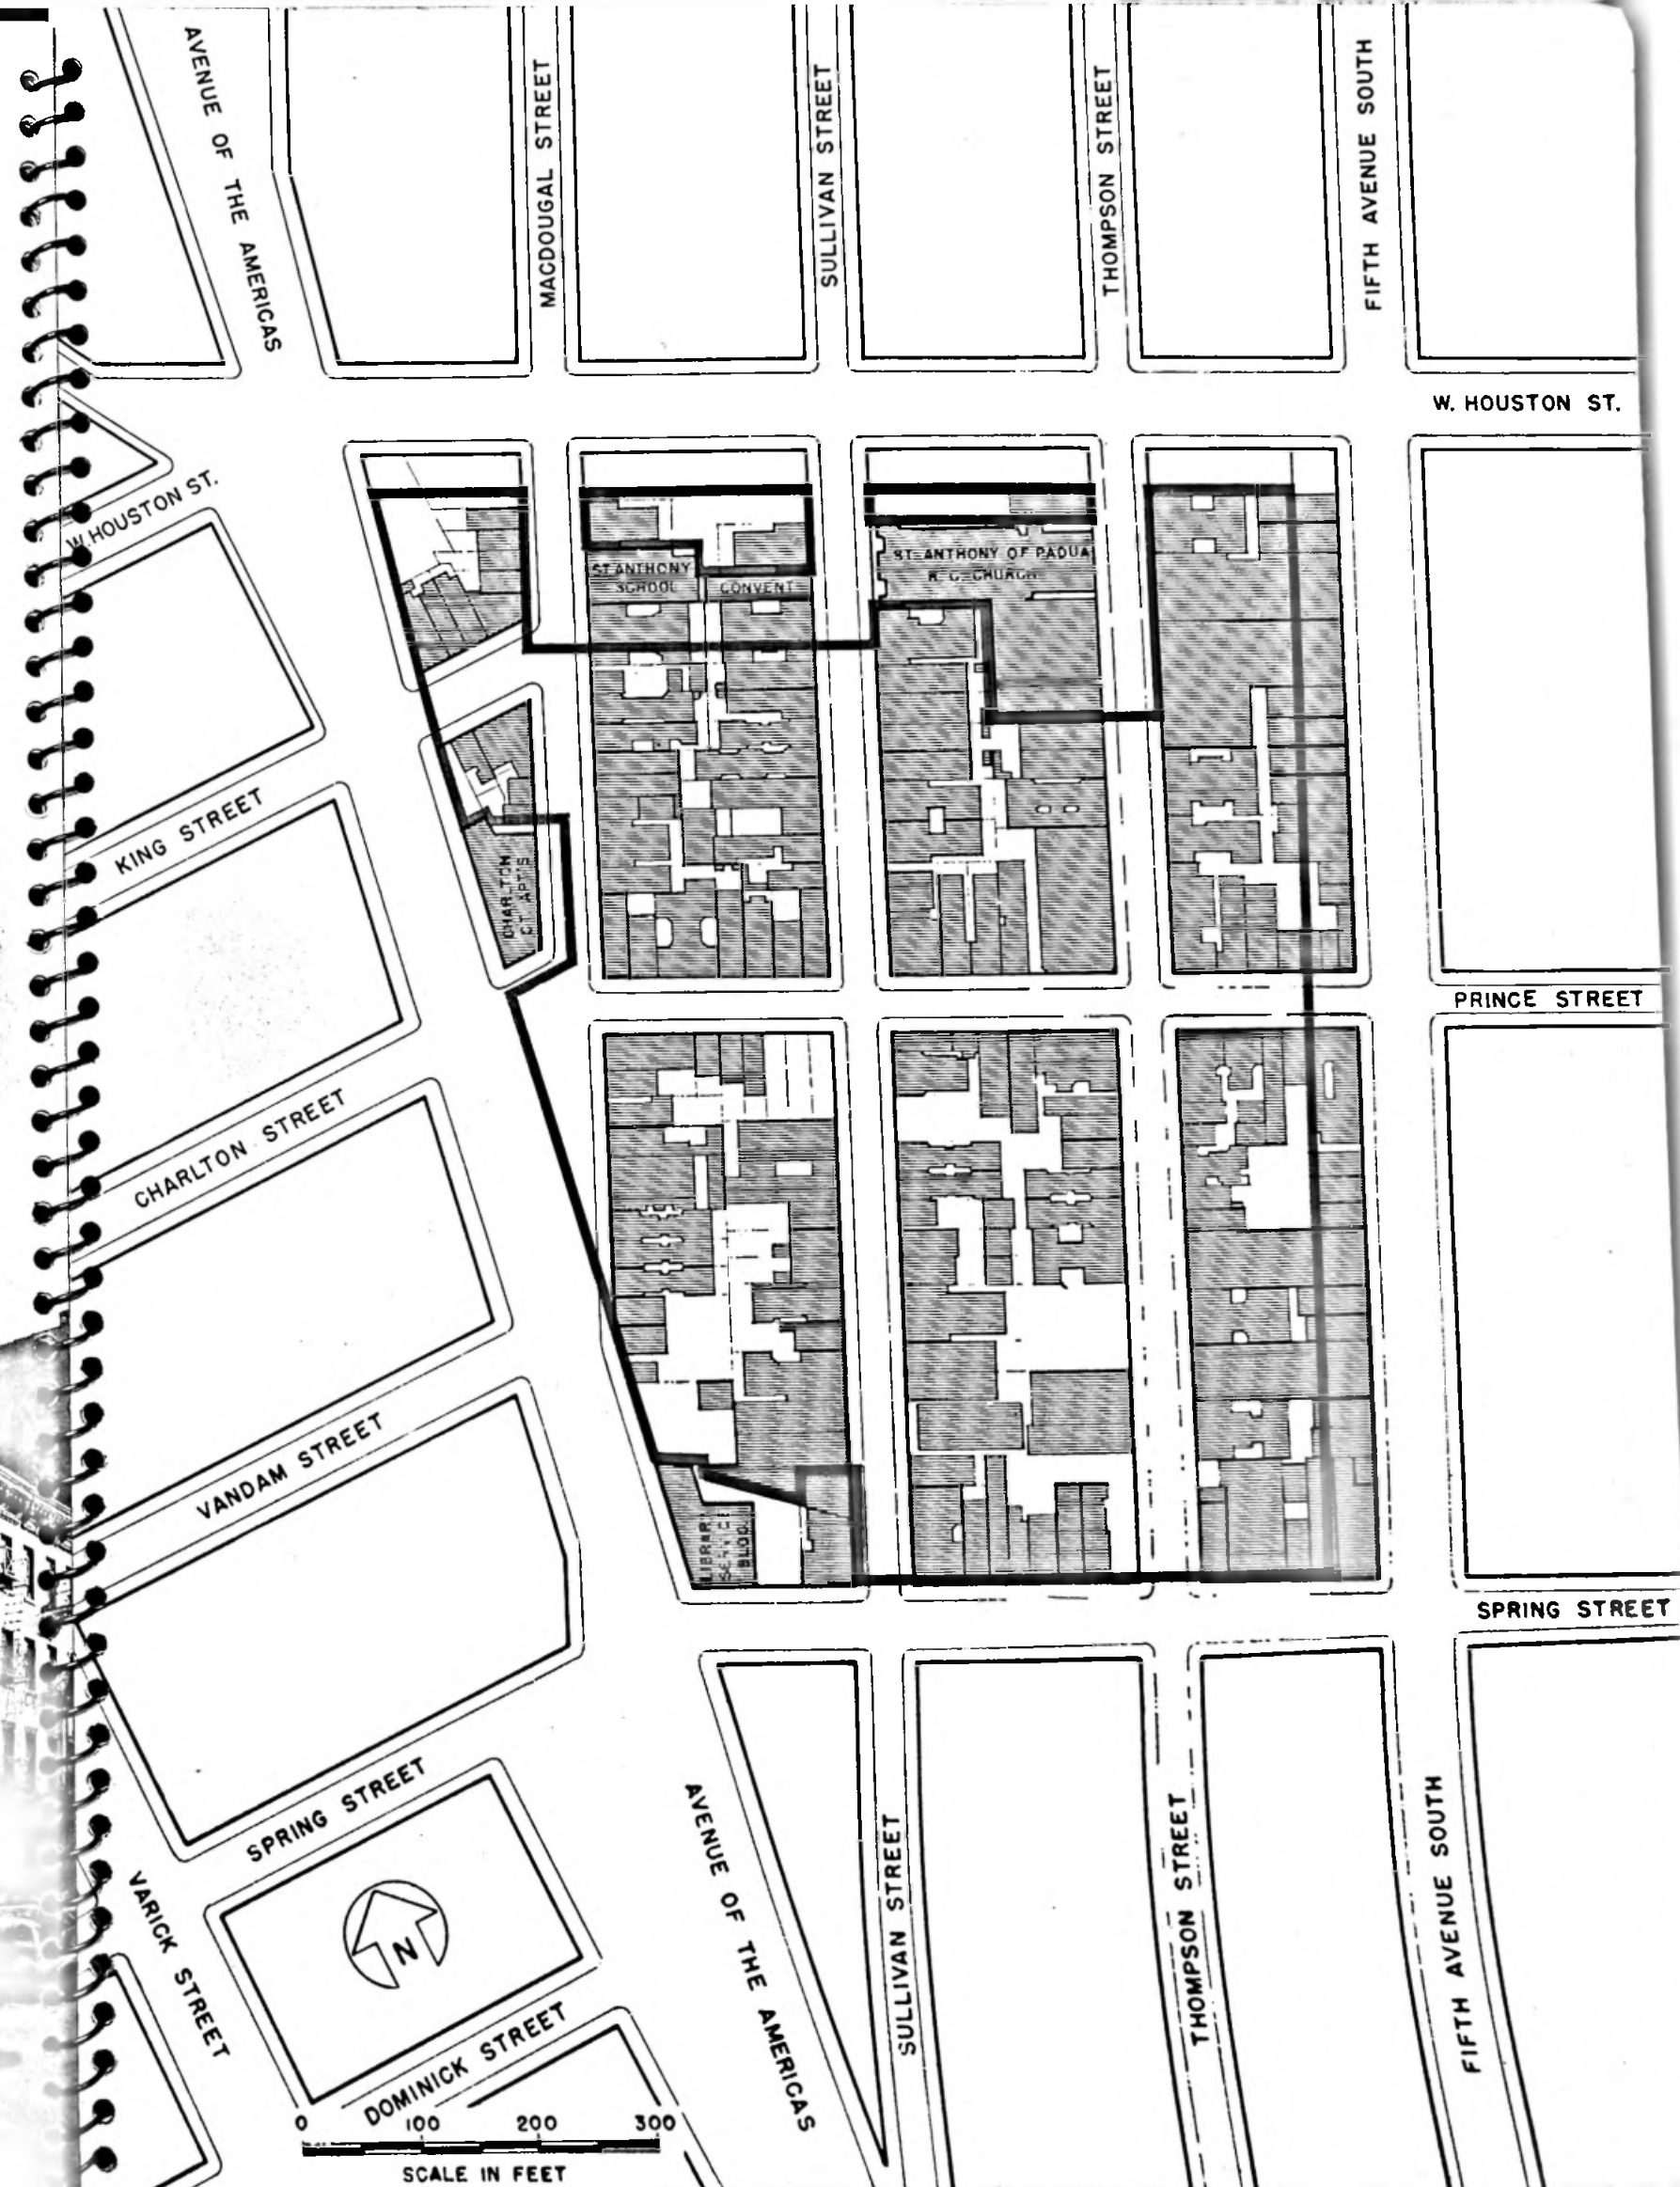 AVENUE OF THE AMERICAS
MACDOUGAL STREET
SULLIVAN STREET
THOMPSON STREET
FIFTH AVENUE SOUTH
W. HOUSTON ST.
W. HOUSTON ST.
ST. ANTHONY
SCHOOL
CONVENT
ST. ANTHONY OF PADUA
R. C. CHURCH
KING STREET
CHARLTON
APTS
PRINCE STREET
CHARLTON STREET
VANDAM STREET
LIBRARY
SERVICE
BLDG.
SPRING STREET
SPRING STREET
VARICK STREET
N
AVENUE OF THE AMERICAS
SULLIVAN STREET
THOMPSON STREET
FIFTH AVENUE SOUTH
DOMINICK STREET
0 100 200 300
SCALE IN FEET